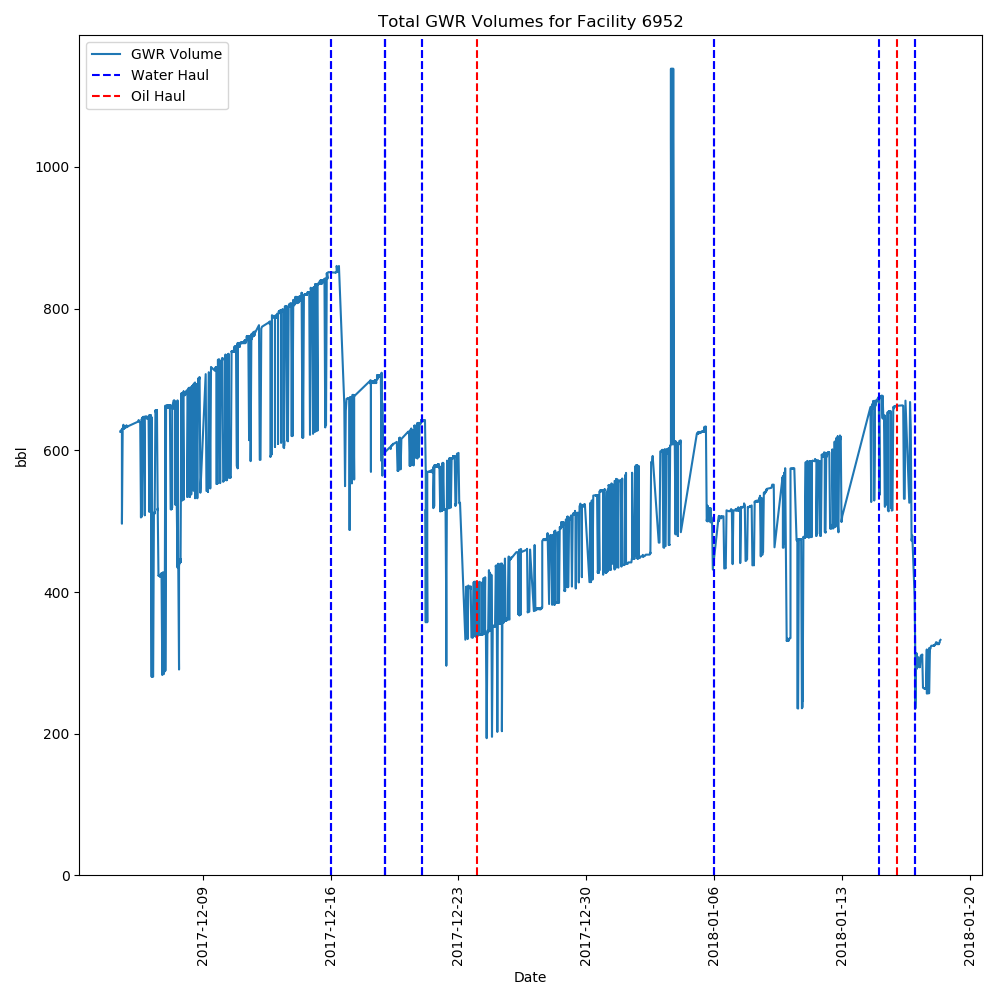 Total GWR Volumes for Facility 6952
GWR Volume
Water Haul
Oil Haul
bbl
1000
800
600
400
200
0
2017-12-09
2017-12-16
2017-12-23
2017-12-30
2018-01-06
2018-01-13
2018-01-20
Date